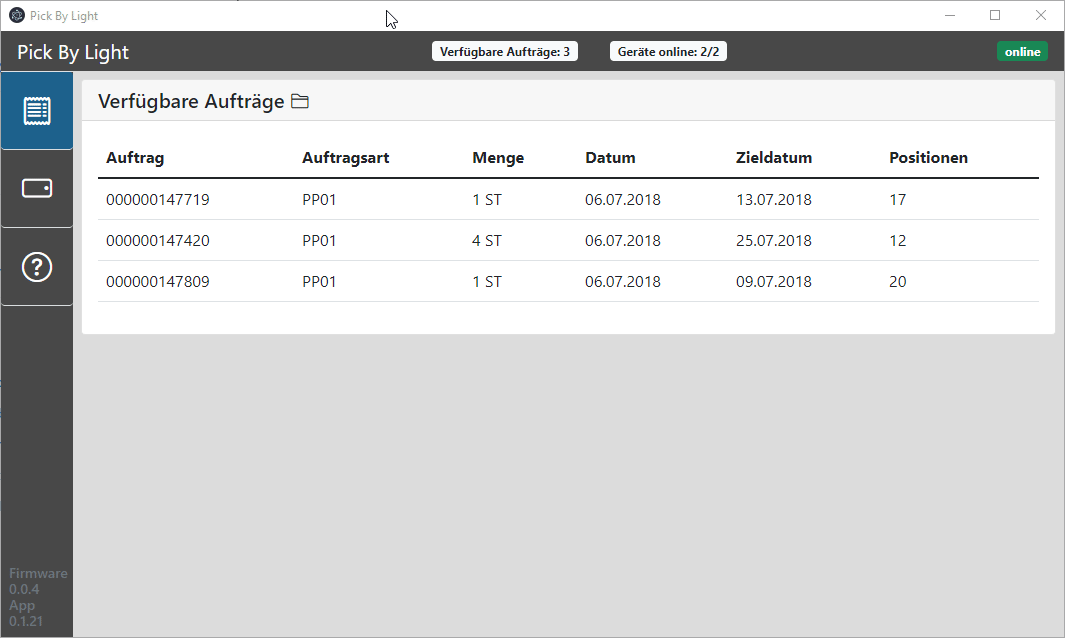 Pick By Light
Pick By Light Verfügbare Aufträge: 3 Geräte online: 2/2 online
Verfügbare Aufträge
Auftrag Auftragsart Menge Datum Zieldatum Positionen
000000147719 PP01 1 ST 06.07.2018 13.07.2018 17
000000147420 PP01 4 ST 06.07.2018 25.07.2018 12
000000147809 PP01 1 ST 06.07.2018 09.07.2018 20
Firmware
0.0.4
App
0.1.21